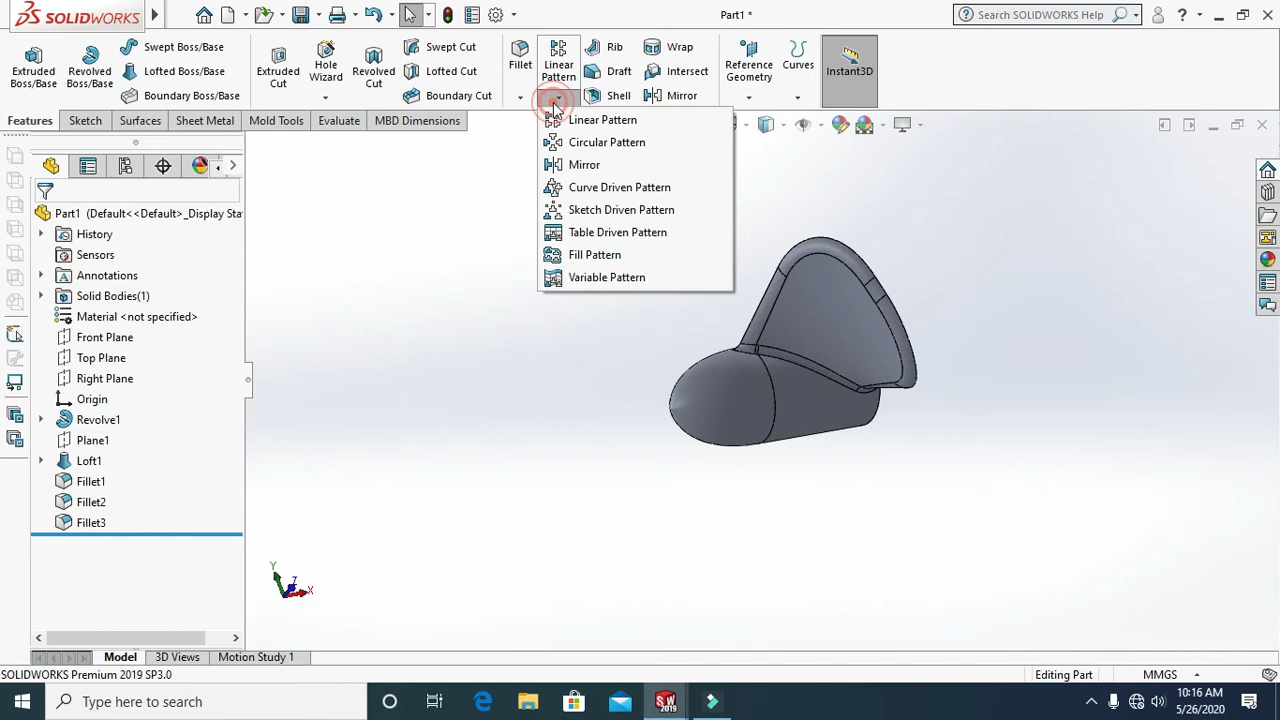 SOLIDWORKS
Part1 *
Search SOLIDWORKS Help
Extruded Boss/Base
Revolved Boss/Base
Swept Boss/Base
Lofted Boss/Base
Boundary Boss/Base
Extruded Cut
Hole Wizard
Revolved Cut
Swept Cut
Lofted Cut
Boundary Cut
Fillet
Linear Pattern
Rib
Draft
Shell
Wrap
Intersect
Mirror
Reference Geometry
Curves
Instant3D
Features
Sketch
Surfaces
Sheet Metal
Mold Tools
Evaluate
MBD Dimensions
Linear Pattern
Circular Pattern
Mirror
Curve Driven Pattern
Sketch Driven Pattern
Table Driven Pattern
Fill Pattern
Variable Pattern
Part1 (Default<<Default>_Display Sta
History
Sensors
Annotations
Solid Bodies(1)
Material <not specified>
Front Plane
Top Plane
Right Plane
Origin
Revolve1
Plane1
Loft1
Fillet1
Fillet2
Fillet3
Y
Z
X
Model
3D Views
Motion Study 1
SOLIDWORKS Premium 2019 SP3.0
Editing Part
MMGS
Type here to search
SW
2019
10:16 AM
5/26/2020